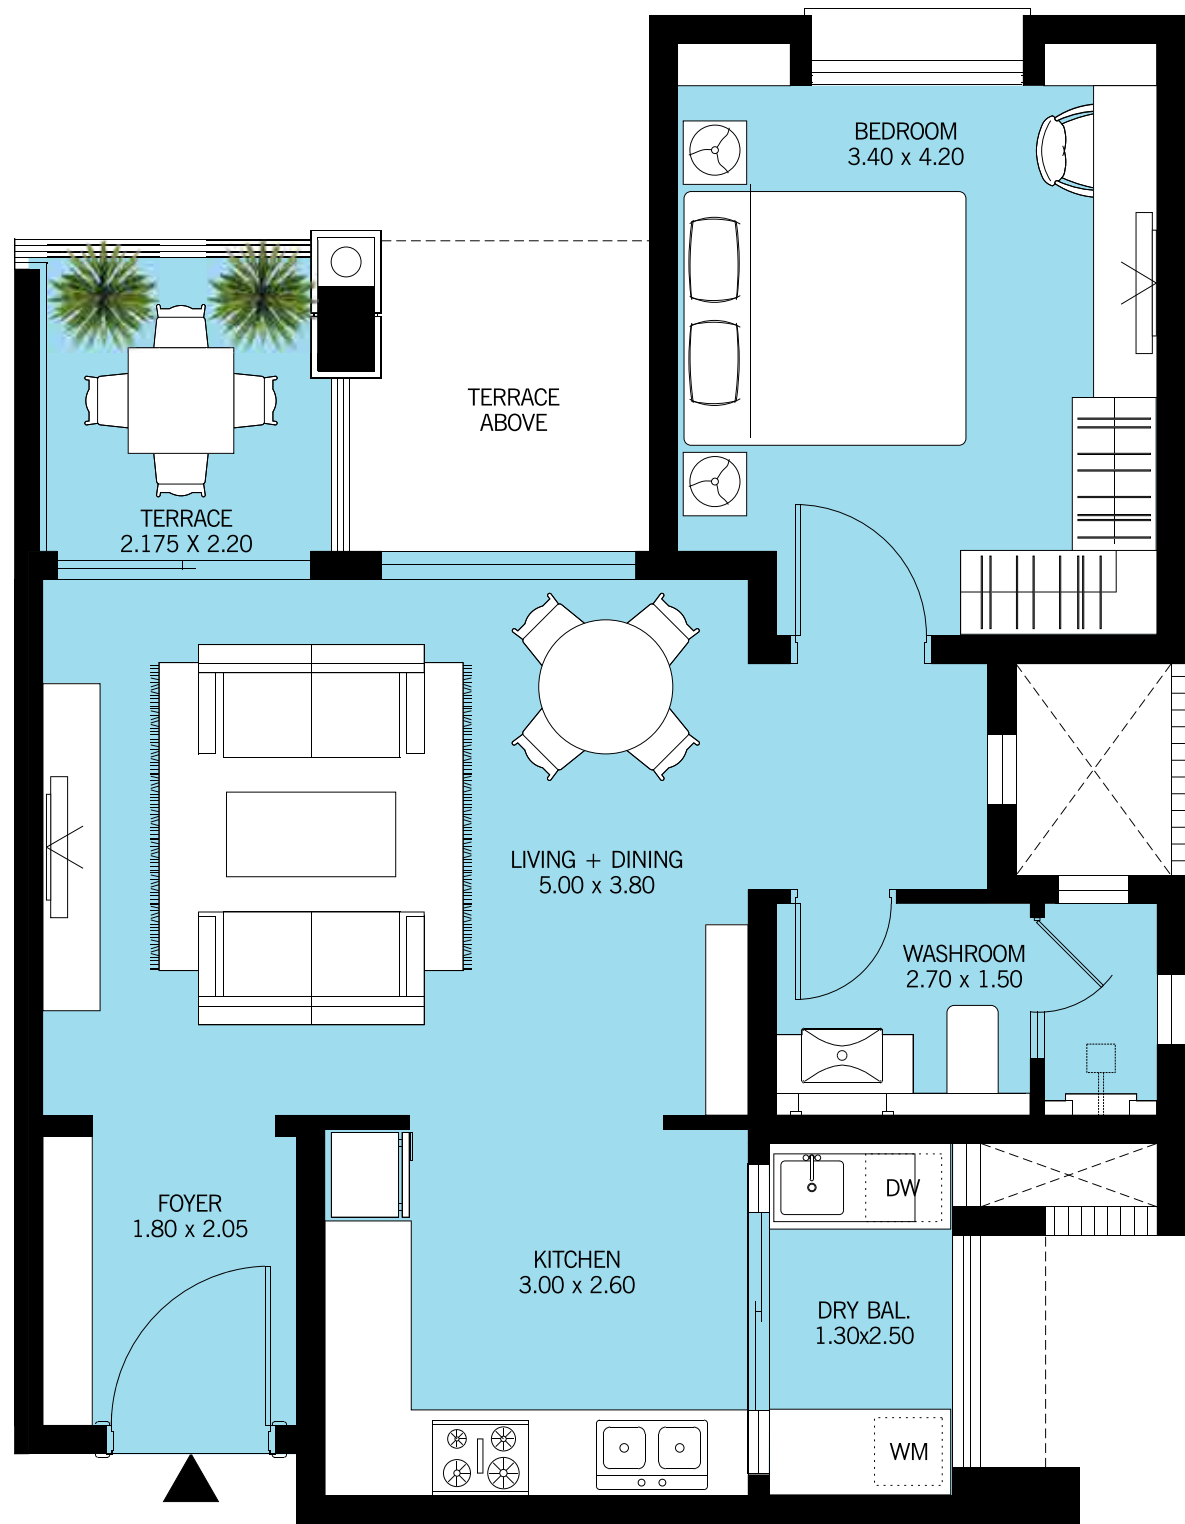 BEDROOM
3.40 x 4.20
TERRACE
ABOVE
TERRACE
2.175 X 2.20
LIVING + DINING
5.00 x 3.80
WASHROOM
2.70 x 1.50
FOYER
1.80 x 2.05
DW
KITCHEN
3.00 x 2.60
DRY BAL.
1.30x2.50
WM